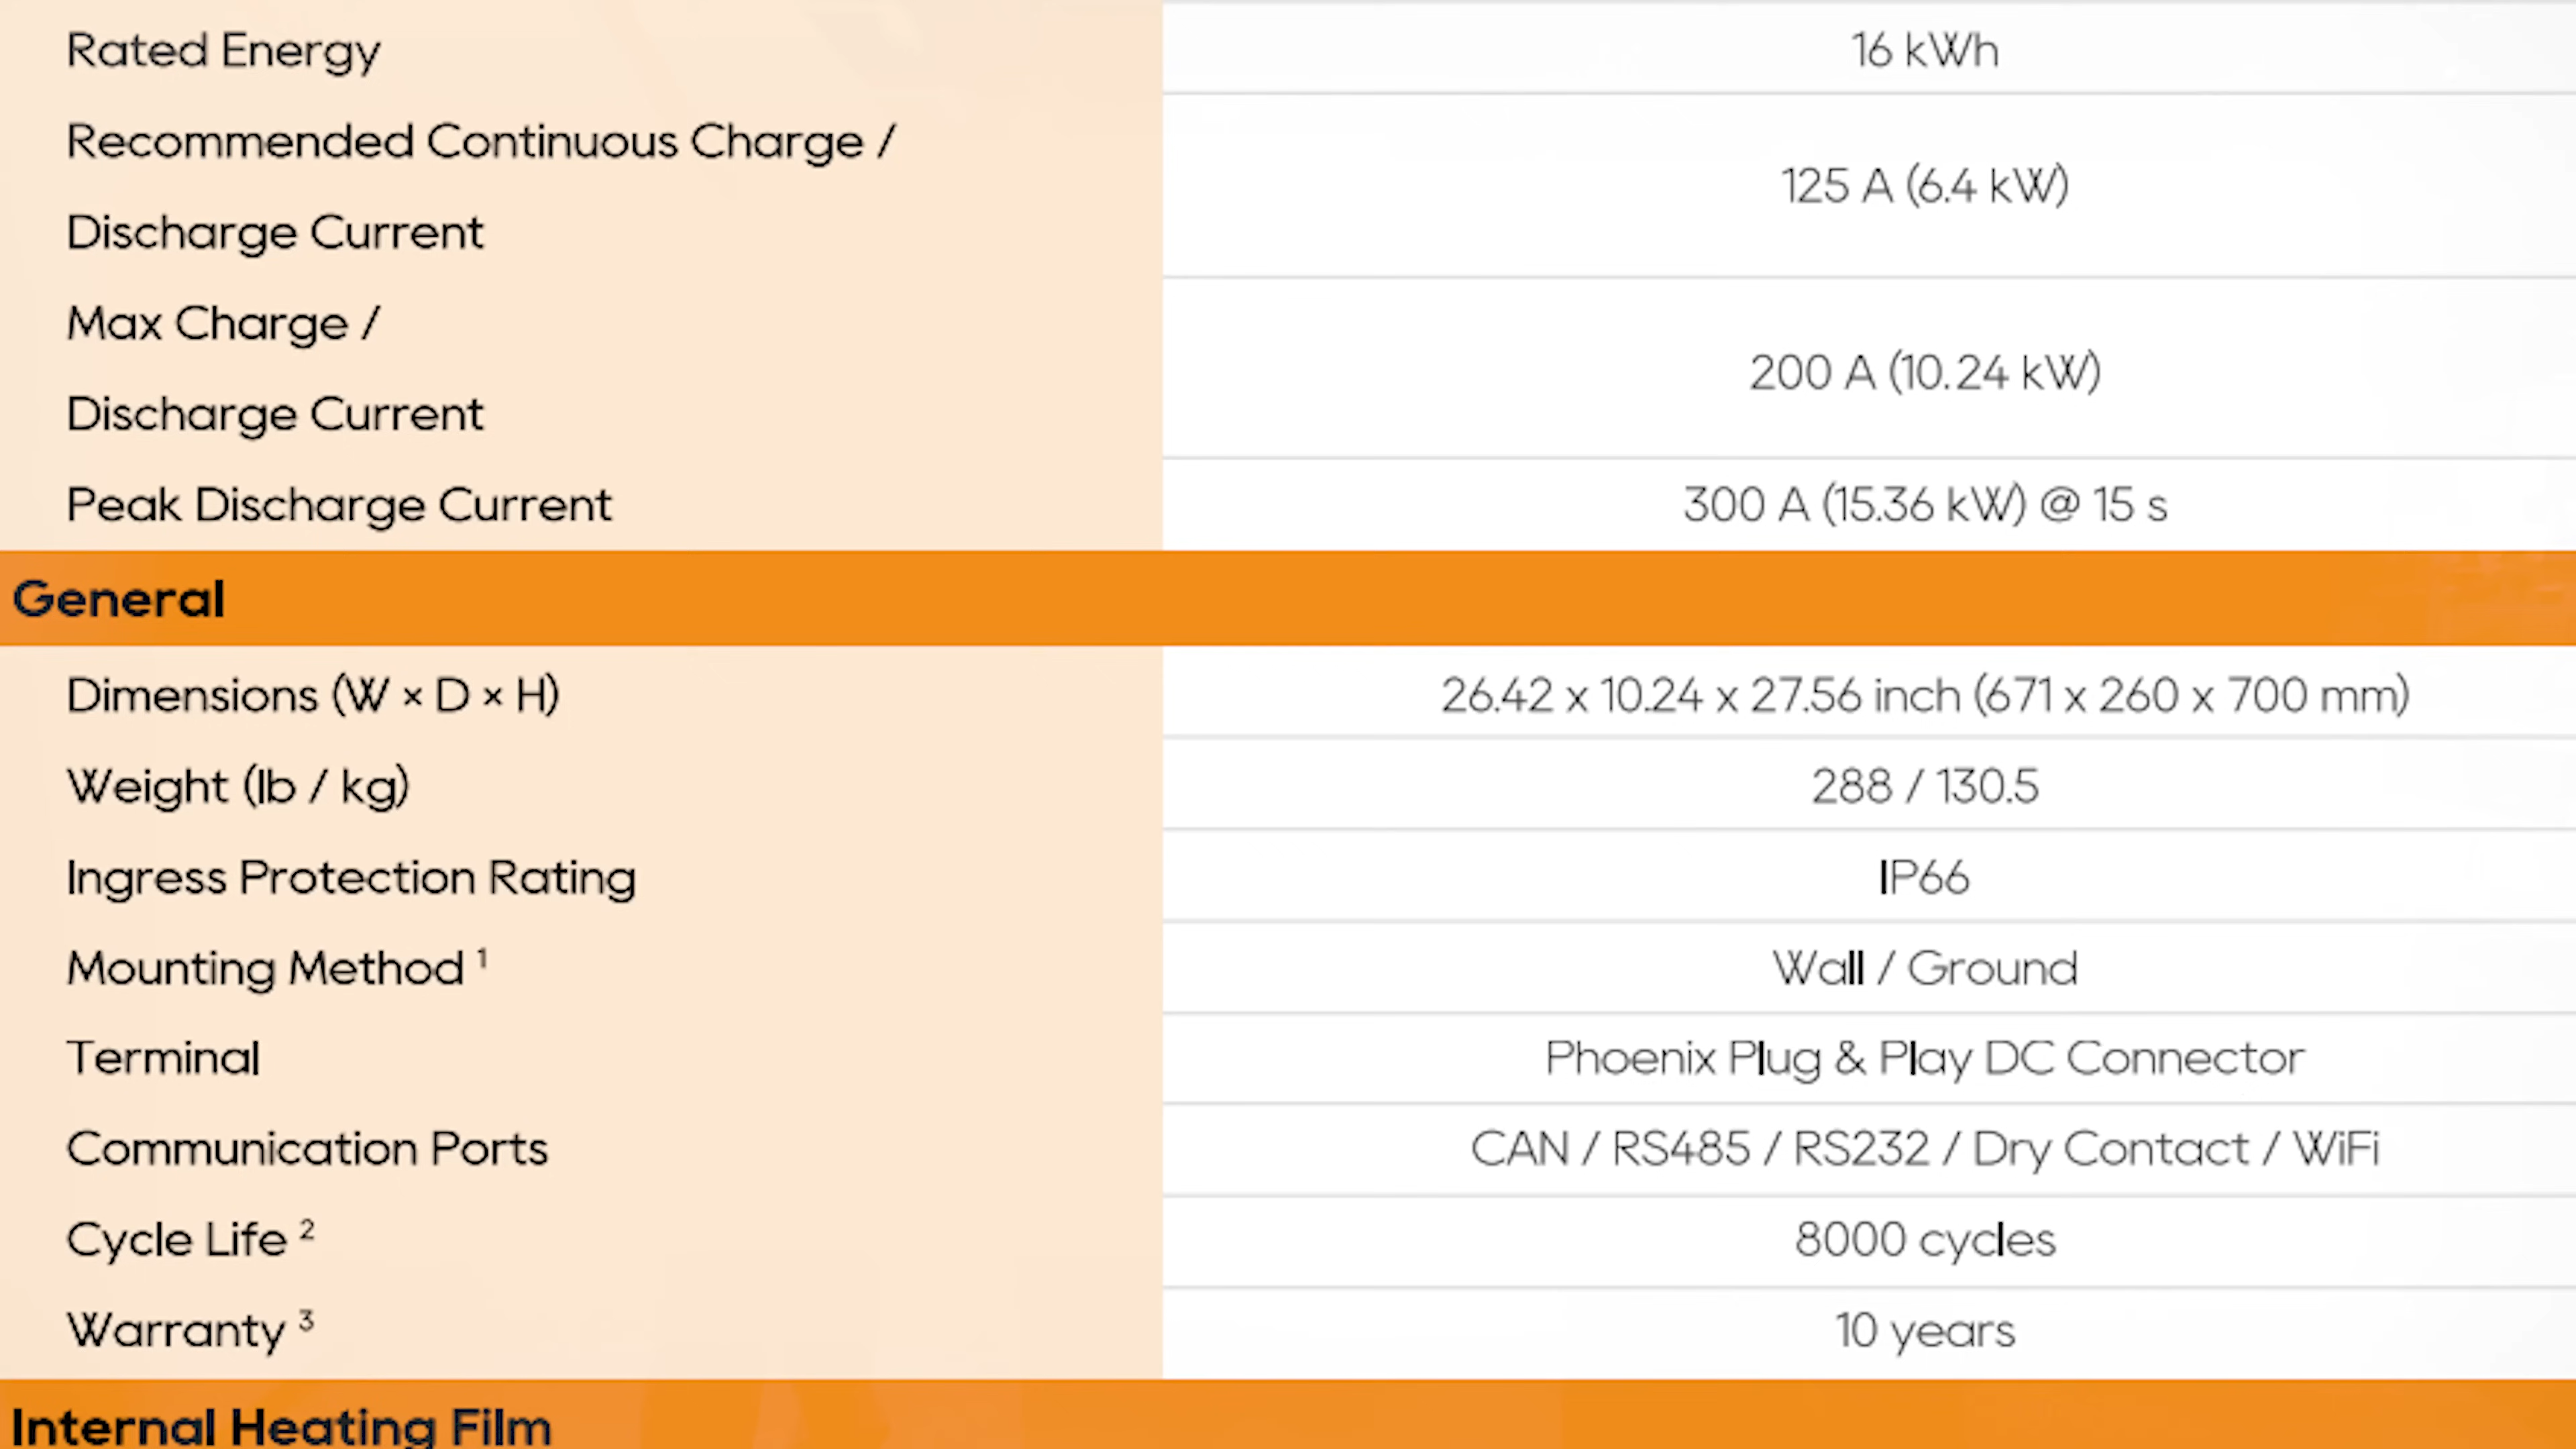 Rated Energy 16 kWh
Recommended Continuous Charge /
Discharge Current 125 A (6.4 kW)
Max Charge /
Discharge Current 200 A (10.24 kW)
Peak Discharge Current 300 A (15.36 kW) @ 15 s
General
Dimensions (W × D × H) 26.42 x 10.24 x 27.56 inch (671 x 260 x 700 mm)
Weight (lb / kg) 288 / 130.5
Ingress Protection Rating IP66
Mounting Method ¹ Wall / Ground
Terminal Phoenix Plug & Play DC Connector
Communication Ports CAN / RS485 / RS232 / Dry Contact / WiFi
Cycle Life ² 8000 cycles
Warranty ³ 10 years
Internal Heating Film